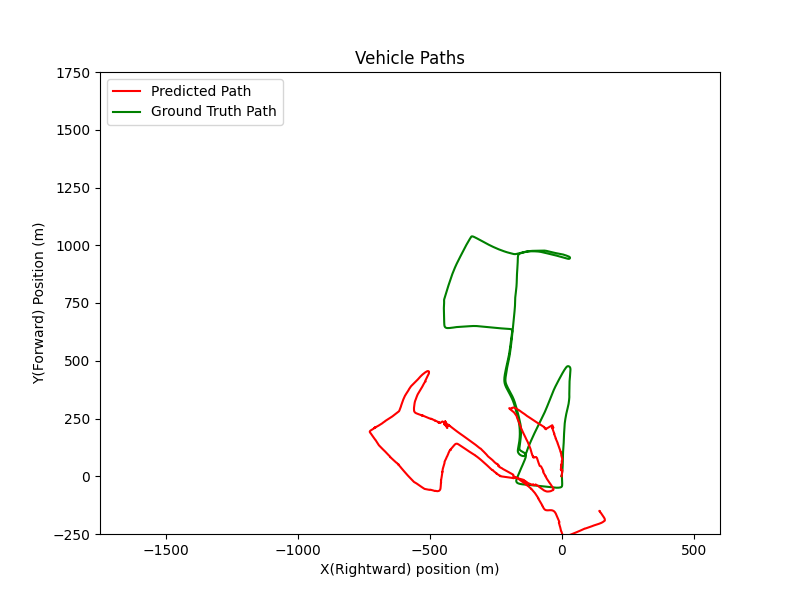 Vehicle Paths
Predicted Path
Ground Truth Path
1750
1500
1250
1000
750
500
250
0
−250
Y(Forward) Position (m)
−1500
−1000
−500
0
500
X(Rightward) position (m)